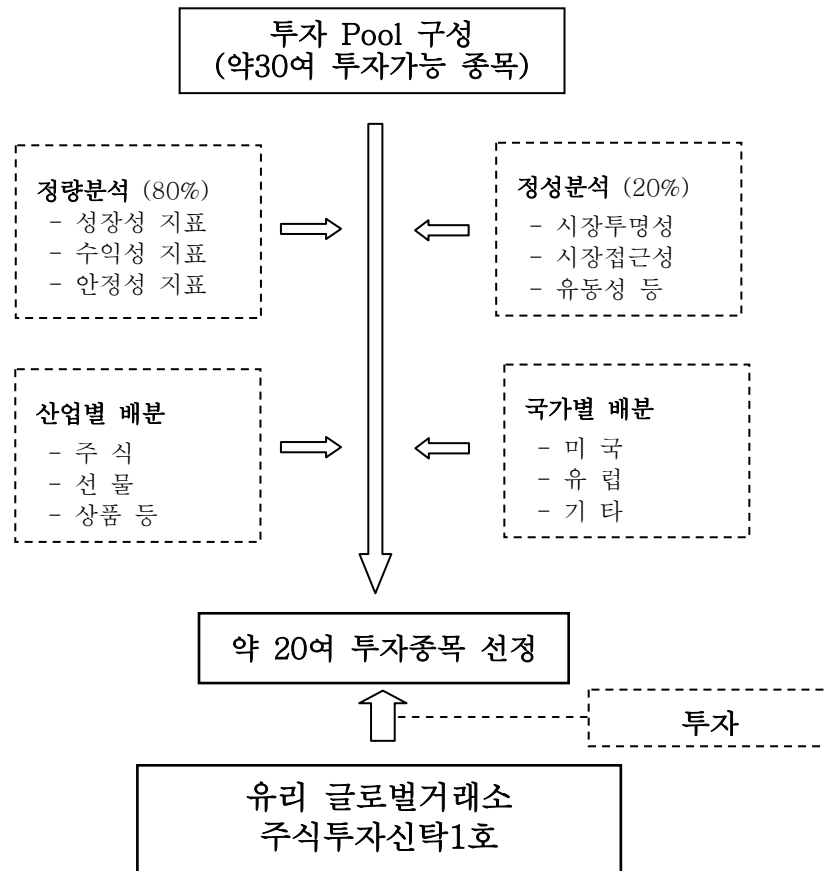 투자 Pool 구성
(약30여 투자가능 종목)
정량분석 (80%)
- 성장성 지표
- 수익성 지표
- 안정성 지표
정성분석 (20%)
- 시장투명성
- 시장접근성
- 유동성 등
산업별 배분
- 주 식
- 선 물
- 상품 등
국가별 배분
- 미 국
- 유 럽
- 기 타
약 20여 투자종목 선정
투자
유리 글로벌거래소
주식투자신탁1호